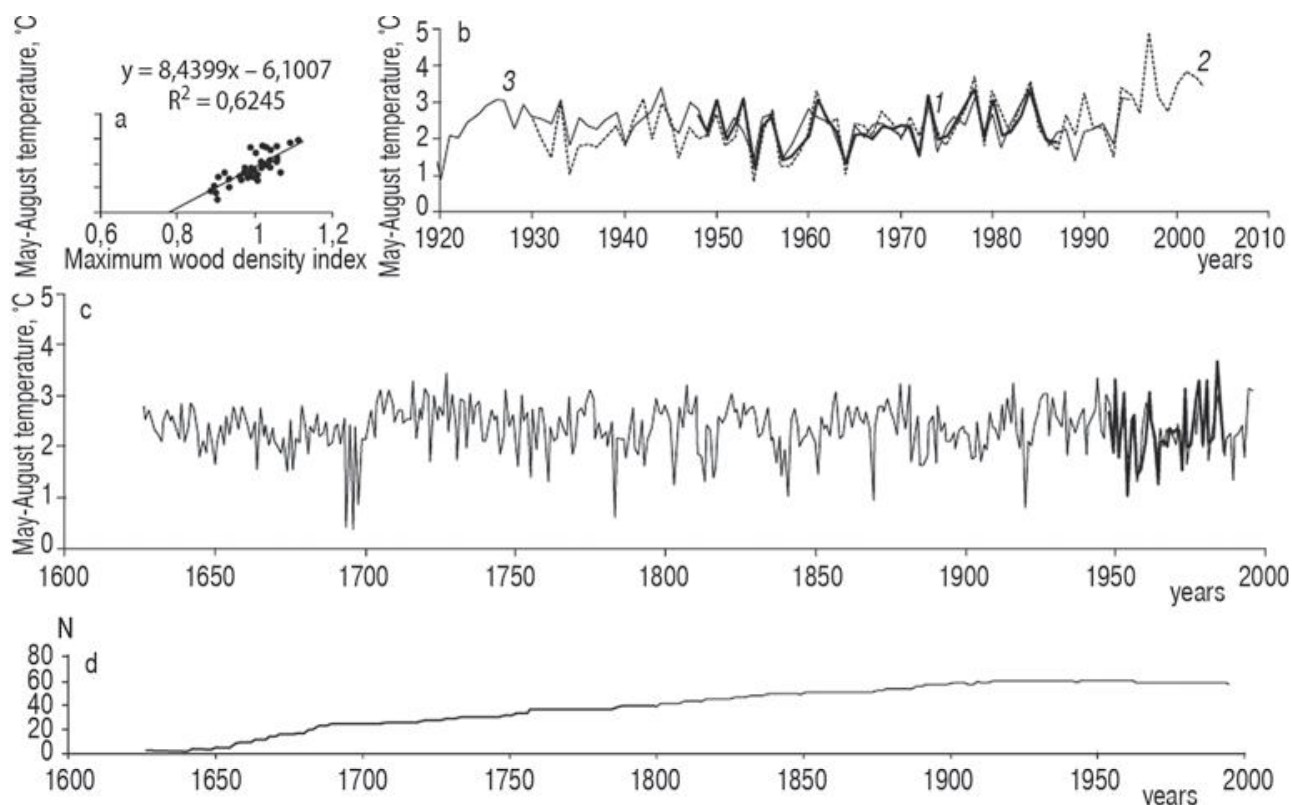 May-August temperature, °C
y = 8,4399x – 6,1007
R² = 0,6245
a
0,6 0,8 1 1,2
Maximum wood density index
May-August temperature, °C
b
5
4
3
2
1
0
3
1
2
1920 1930 1940 1950 1960 1970 1980 1990 2000 2010
years
May-August temperature, °C
c
5
4
3
2
1
0
1600 1650 1700 1750 1800 1850 1900 1950 2000
years
N
d
80
60
40
20
0
1600 1650 1700 1750 1800 1850 1900 1950 2000
years